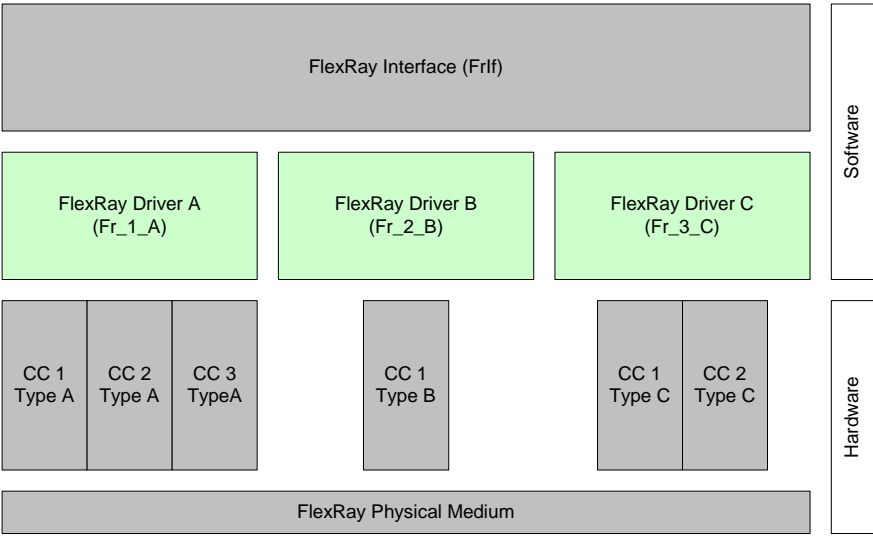 FlexRay Interface (FrIf)
Software
FlexRay Driver A
(Fr_1_A)
FlexRay Driver B
(Fr_2_B)
FlexRay Driver C
(Fr_3_C)
CC 1
Type A
CC 2
Type A
CC 3
TypeA
CC 1
Type B
CC 1
Type C
CC 2
Type C
Hardware
FlexRay Physical Medium